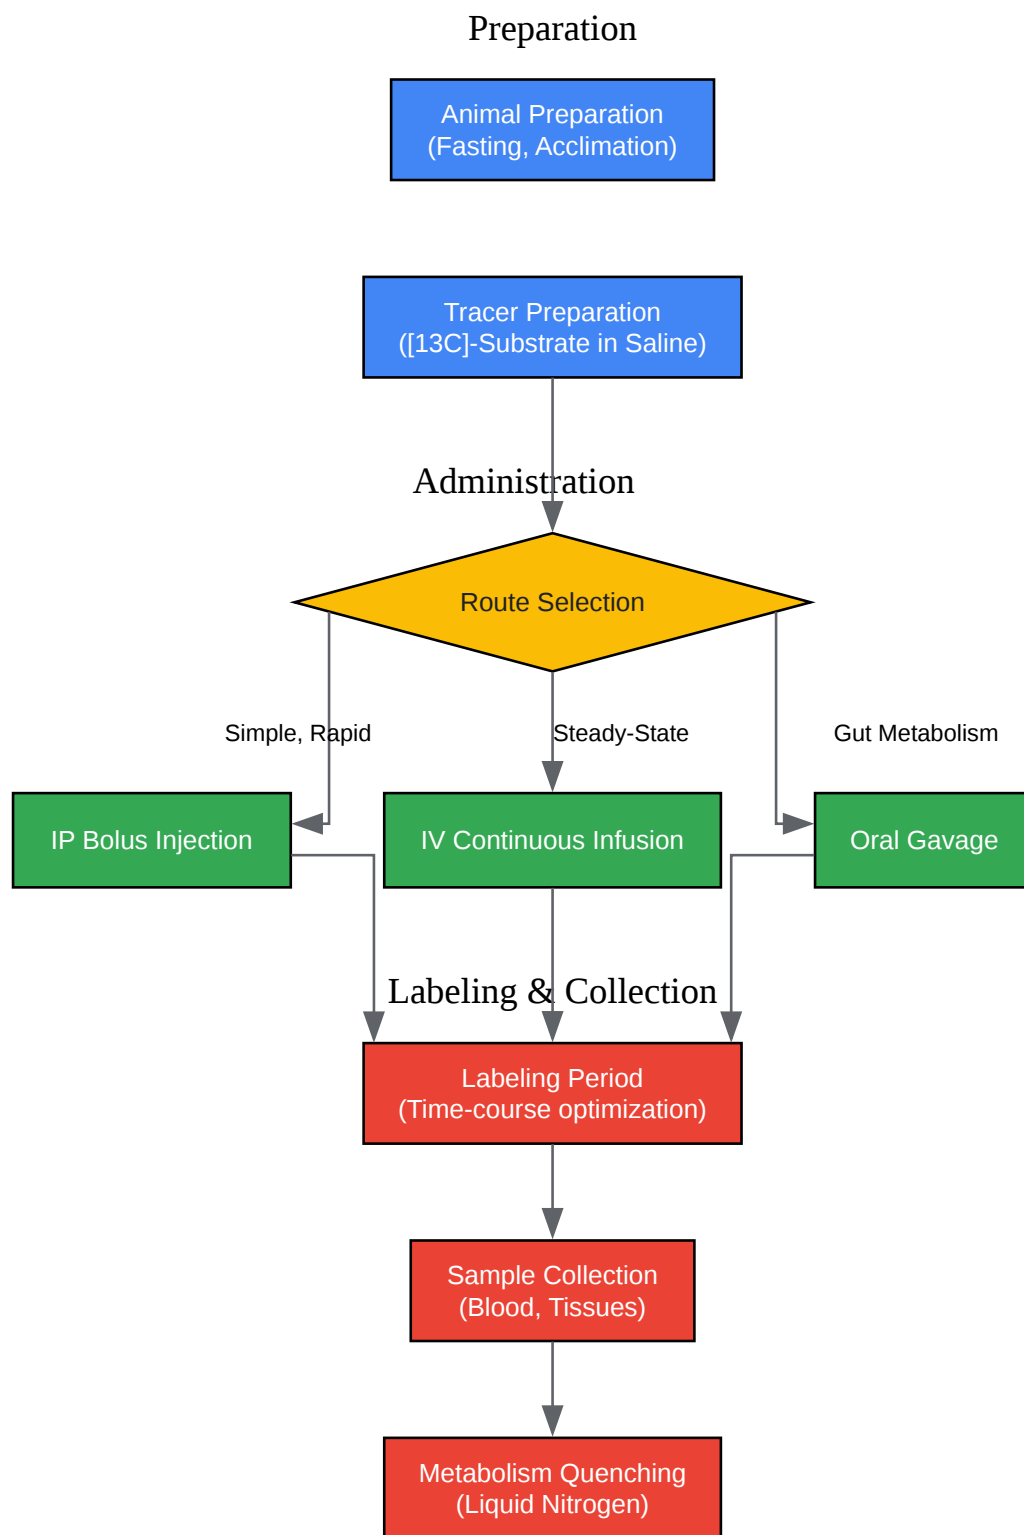 Preparation
Animal Preparation
(Fasting, Acclimation)
Tracer Preparation
([13C]-Substrate in Saline)
Administration
Route Selection
Simple, Rapid
Steady-State
Gut Metabolism
IP Bolus Injection
IV Continuous Infusion
Oral Gavage
Labeling & Collection
Labeling Period
(Time-course optimization)
Sample Collection
(Blood, Tissues)
Metabolism Quenching
(Liquid Nitrogen)